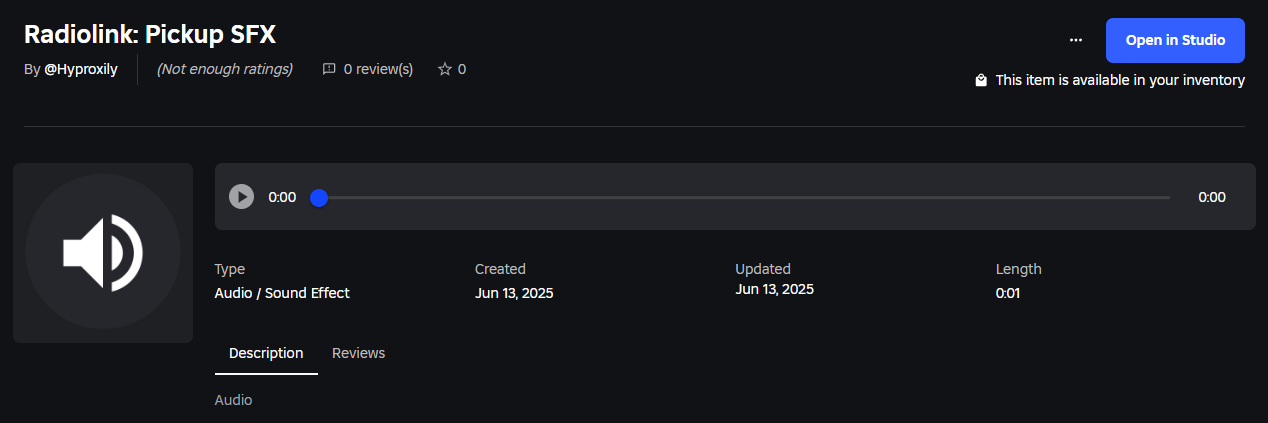 Radiolink: Pickup SFX
Open in Studio
By @Hyproxily (Not enough ratings) 0 review(s) 0
This item is available in your inventory
0:00 0:00
Type Created Updated Length
Audio / Sound Effect Jun 13, 2025 Jun 13, 2025 0:01
Description Reviews
Audio